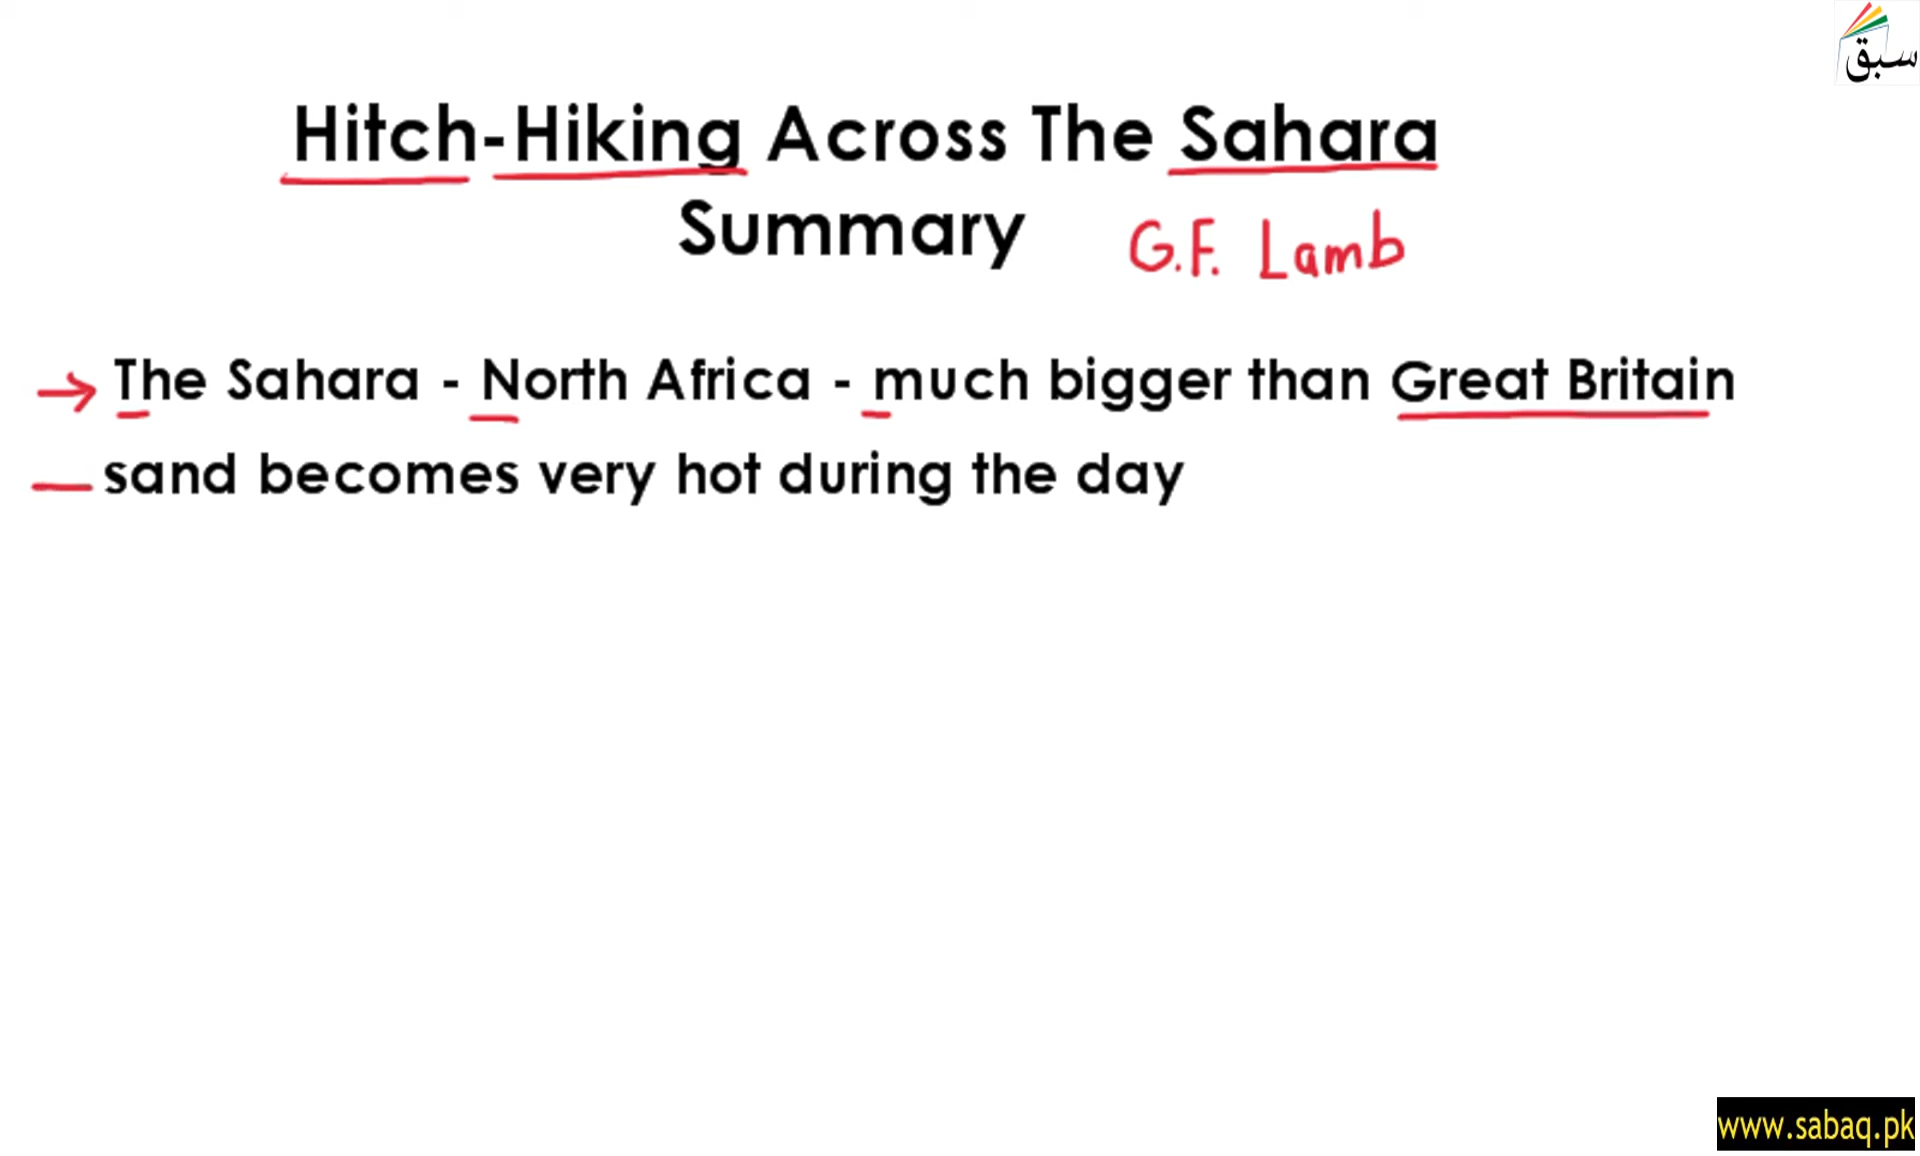 سبق
Hitch-Hiking Across The Sahara
Summary G.F. Lamb
The Sahara - North Africa - much bigger than Great Britain
sand becomes very hot during the day
www.sabaq.pk